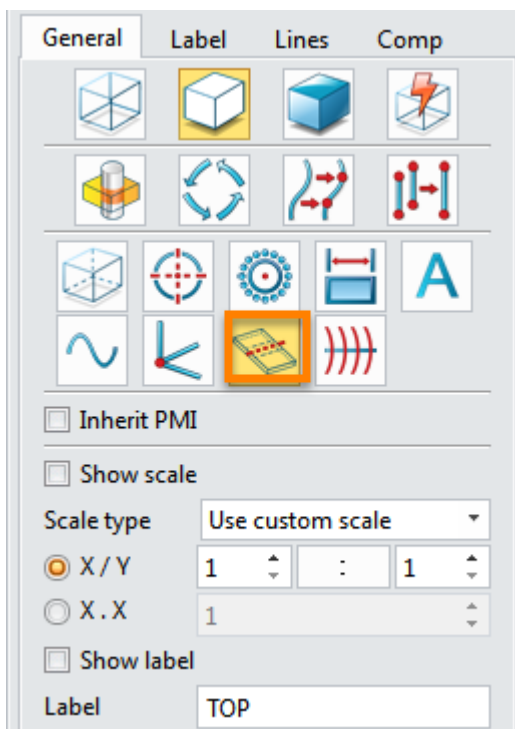 General Label Lines Comp
A
Inherit PMI
Show scale
Scale type Use custom scale
X / Y 1 : 1
X . X 1
Show label
Label TOP